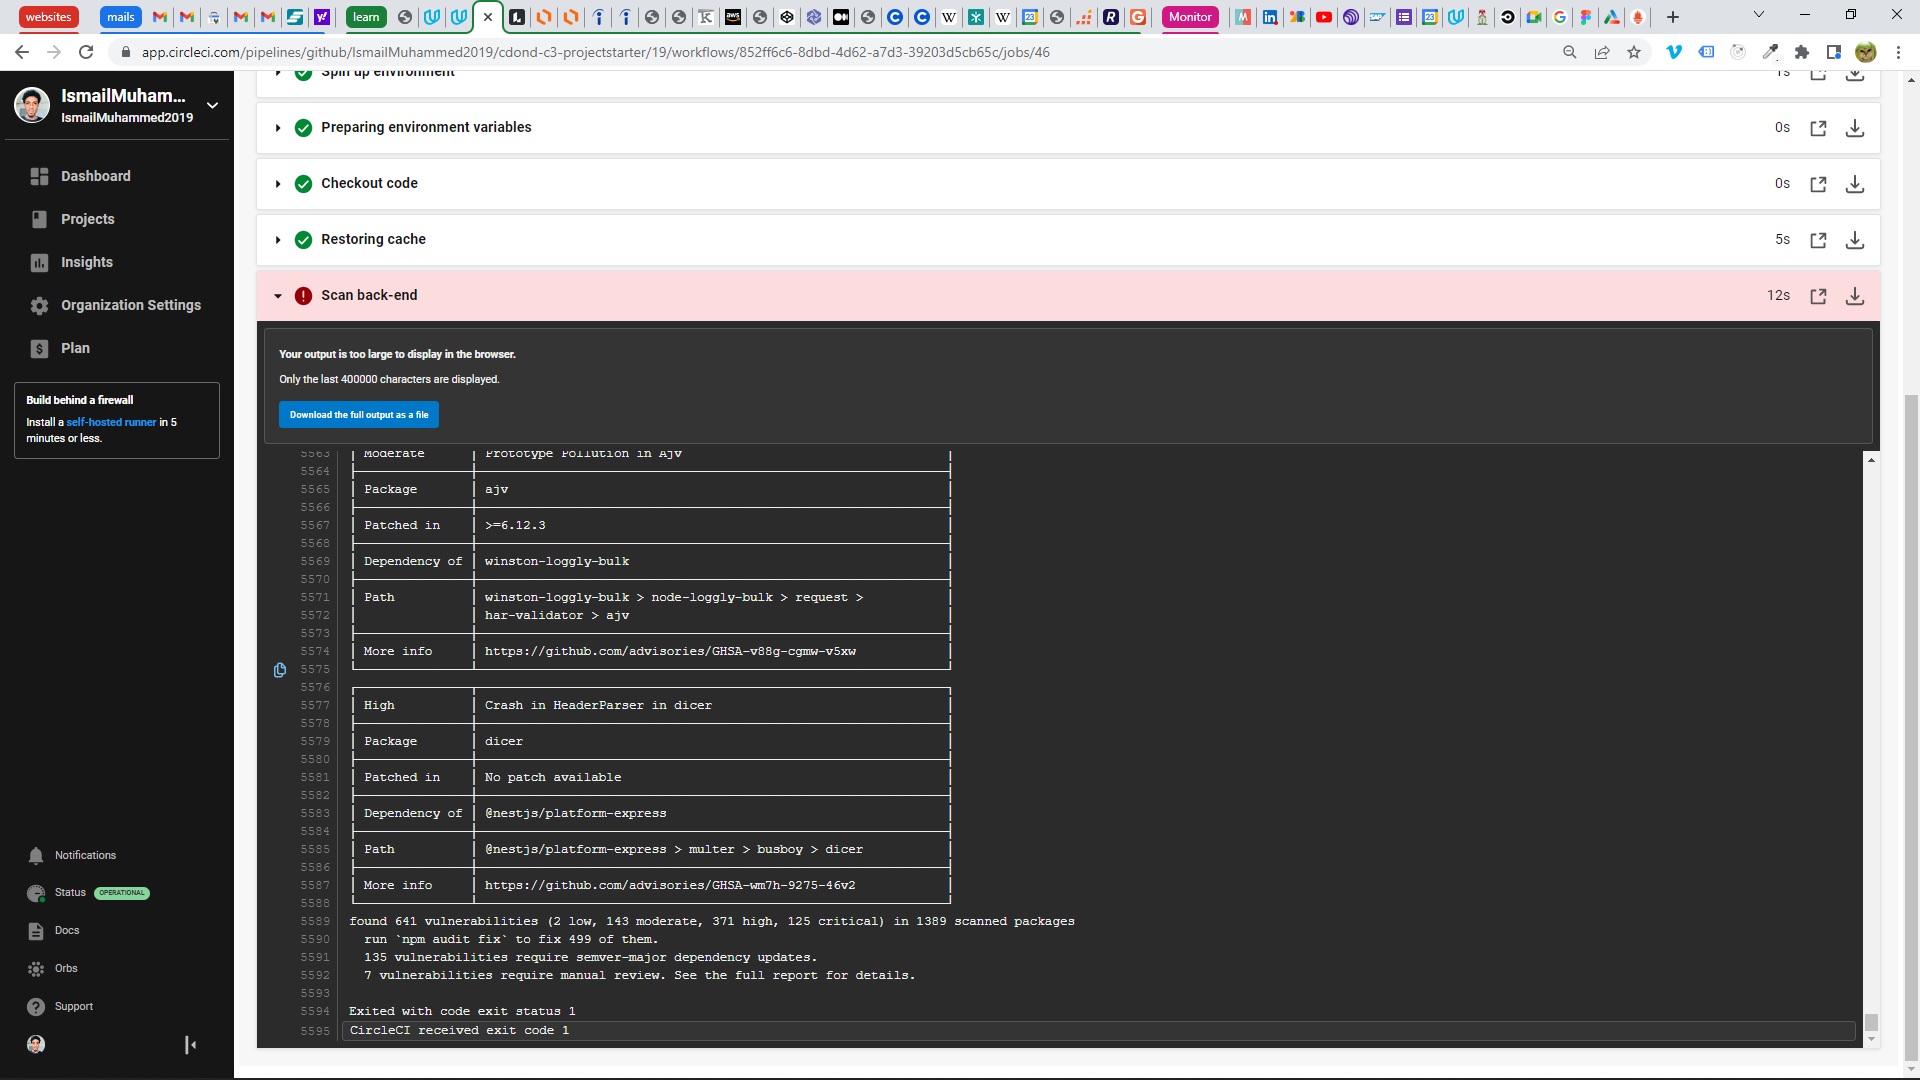 websites
mails
learn
Monitor
app.circleci.com/pipelines/github/IsmailMuhammed2019/cdond-c3-projectstarter/19/workflows/852ff6c6-8dbd-4d62-a7d3-39203d5cb65c/jobs/46
IsmailMuham...
IsmailMuhammed2019
Dashboard
Projects
Insights
Organization Settings
Plan
Build behind a firewall
Install a self-hosted runner in 5
minutes or less.
Notifications
Status OPERATIONAL
Docs
Orbs
Support
Spin up environment 1s
Preparing environment variables 0s
Checkout code 0s
Restoring cache 5s
Scan back-end 12s
Your output is too large to display in the browser.
Only the last 400000 characters are displayed.
Download the full output as a file
5563 Moderate Prototype Pollution in Ajv
5564
5565 Package ajv
5566
5567 Patched in >=6.12.3
5568
5569 Dependency of winston-loggly-bulk
5570
5571 Path winston-loggly-bulk > node-loggly-bulk > request >
5572 har-validator > ajv
5573
5574 More info https://github.com/advisories/GHSA-v88g-cgmw-v5xw
5575
5576
5577 High Crash in HeaderParser in dicer
5578
5579 Package dicer
5580
5581 Patched in No patch available
5582
5583 Dependency of @nestjs/platform-express
5584
5585 Path @nestjs/platform-express > multer > busboy > dicer
5586
5587 More info https://github.com/advisories/GHSA-wm7h-9275-46v2
5588
5589 found 641 vulnerabilities (2 low, 143 moderate, 371 high, 125 critical) in 1389 scanned packages
5590 run `npm audit fix` to fix 499 of them.
5591 135 vulnerabilities require semver-major dependency updates.
5592 7 vulnerabilities require manual review. See the full report for details.
5593
5594 Exited with code exit status 1
5595 CircleCI received exit code 1